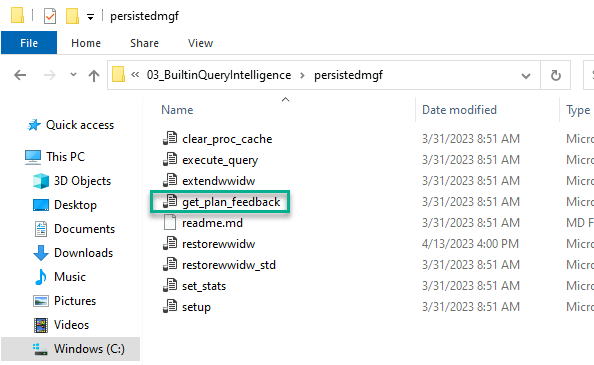 persistedmgf
File Home Share View
« 03_BuiltinQueryIntelligence > persistedmgf
Name Date modified Type
Quick access
This PC
3D Objects
Desktop
Documents
Downloads
Music
Pictures
Videos
Windows (C:)
clear_proc_cache 3/31/2023 8:51 AM Micro
execute_query 3/31/2023 8:51 AM Micro
extendwwidw 3/31/2023 8:51 AM Micro
get_plan_feedback 3/31/2023 8:51 AM Micro
readme.md 3/31/2023 8:51 AM MD F
restorewwidw 4/13/2023 4:00 PM Micro
restorewwidw_std 3/31/2023 8:51 AM Micro
set_stats 3/31/2023 8:51 AM Micro
setup 3/31/2023 8:51 AM Micro